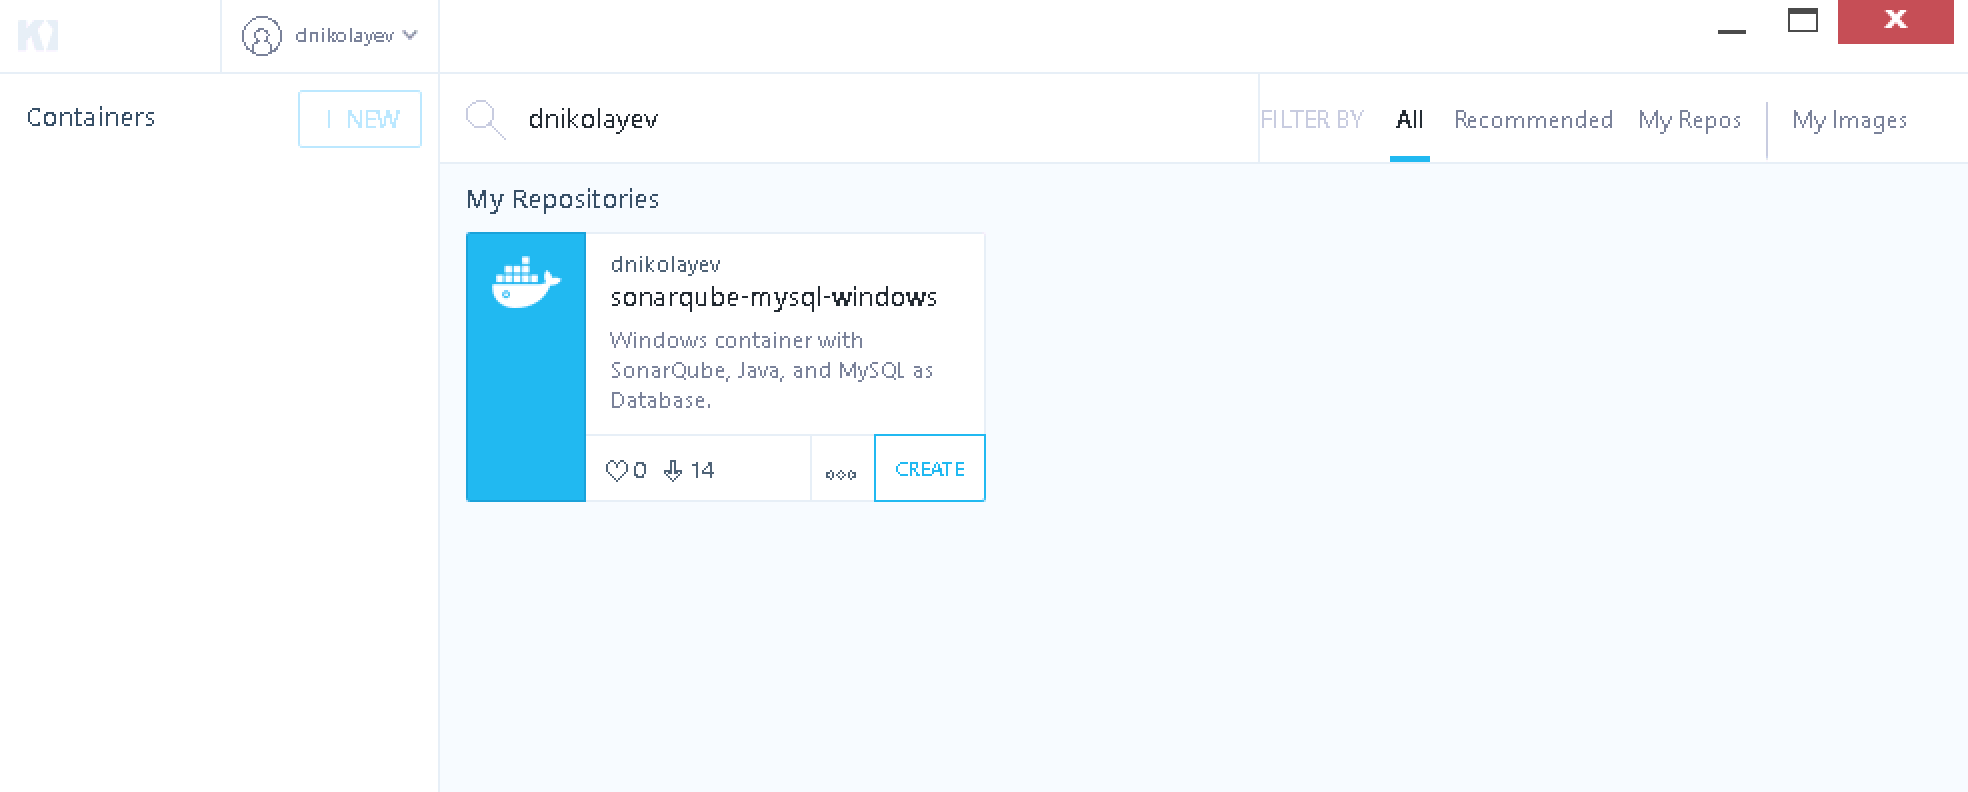 dnikolayev
Containers
NEW
dnikolayev
FILTER BY All Recommended My Repos My Images
My Repositories
dnikolayev
sonarqube-mysql-windows
Windows container with
SonarQube, Java, and MySQL as
Database.
0 14
CREATE